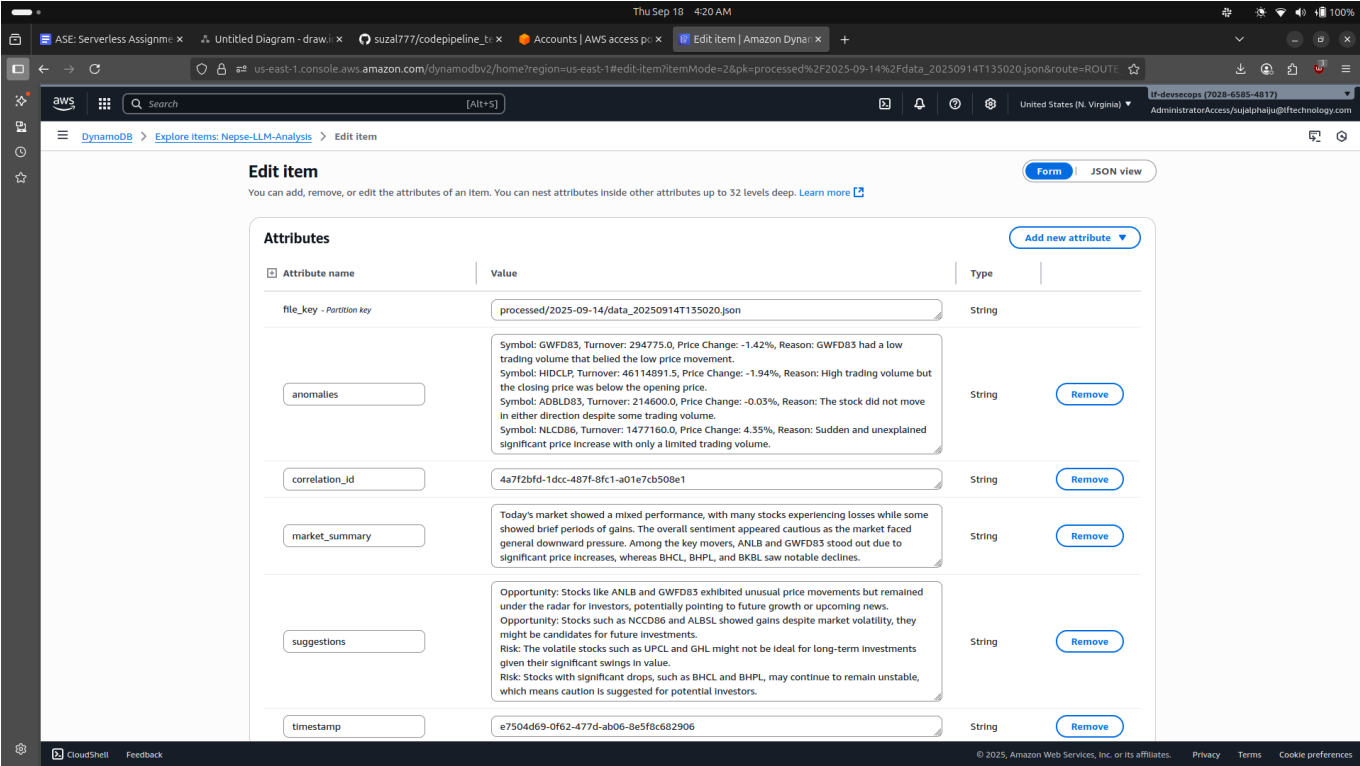 Thu Sep 18 4:20 AM
100%
ASE: Serverless Assignme
Untitled Diagram - draw.i
suzal777/codepipeline_te
Accounts | AWS access po
Edit item | Amazon Dynam
us-east-1.console.aws.amazon.com/dynamodbv2/home?region=us-east-1#edit-item?itemMode=2&pk=processed%2F2025-09-14%2Fdata_20250914T135020.json&route=ROUTE_
aws
Search
[Alt+S]
United States (N. Virginia)
lf-devsecops (7028-6585-4817)
AdministratorAccess/sujalphaiju@lftechnology.com
DynamoDB > Explore items: Nepse-LLM-Analysis > Edit item
Edit item
Form
JSON view
You can add, remove, or edit the attributes of an item. You can nest attributes inside other attributes up to 32 levels deep. Learn more
Attributes
Add new attribute
Attribute name
Value
Type
file_key - Partition key
processed/2025-09-14/data_20250914T135020.json
String
anomalies
Symbol: GWFD83, Turnover: 294775.0, Price Change: -1.42%, Reason: GWFD83 had a low
trading volume that belied the low price movement.
Symbol: HIDCLP, Turnover: 46114891.5, Price Change: -1.94%, Reason: High trading volume but
the closing price was below the opening price.
Symbol: ADBLD83, Turnover: 214600.0, Price Change: -0.03%, Reason: The stock did not move
in either direction despite some trading volume.
Symbol: NLCD86, Turnover: 1477160.0, Price Change: 4.35%, Reason: Sudden and unexplained
significant price increase with only a limited trading volume.
String
Remove
correlation_id
4a7f2bfd-1dcc-487f-8fc1-a01e7cb508e1
String
Remove
market_summary
Today's market showed a mixed performance, with many stocks experiencing losses while some
showed brief periods of gains. The overall sentiment appeared cautious as the market faced
general downward pressure. Among the key movers, ANLB and GWFD83 stood out due to
significant price increases, whereas BHCL, BHPL, and BKBL saw notable declines.
String
Remove
suggestions
Opportunity: Stocks like ANLB and GWFD83 exhibited unusual price movements but remained
under the radar for investors, potentially pointing to future growth or upcoming news.
Opportunity: Stocks such as NCCD86 and ALBSL showed gains despite market volatility, they
might be candidates for future investments.
Risk: The volatile stocks such as UPCL and GHL might not be ideal for long-term investments
given their significant swings in value.
Risk: Stocks with significant drops, such as BHCL and BHPL, may continue to remain unstable,
which means caution is suggested for potential investors.
String
Remove
timestamp
e7504d69-0f62-477d-ab06-8e5f8c682906
String
Remove
CloudShell
Feedback
© 2025, Amazon Web Services, Inc. or its affiliates.
Privacy
Terms
Cookie preferences